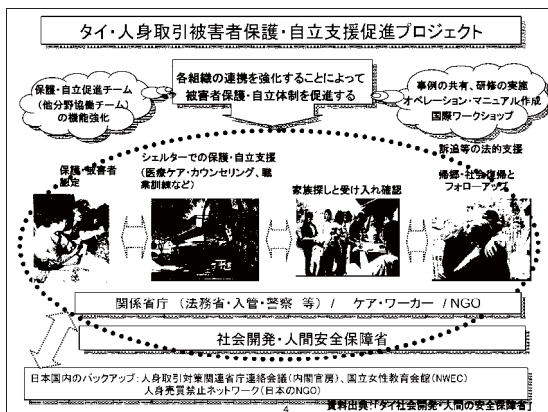 タイ・人身取引被害者保護・自立支援促進プロジェクト
各組織の連携を強化することによって
被害者保護・自立体制を促進する
保護・自立促進チーム
(他分野協働チーム)
の機能強化
事例の共有、研修の実施
オペレーション・マニュアル作成
国際ワークショップ
保護・被害者
認定
シェルターでの保護・自立支援
(医療ケア・カウンセリング、職
業訓練など)
家族探しと受け入れ確認
訴追等の法的支援
帰郷・社会復帰と
フォローアップ
関係省庁 (法務省・入管・警察 等) / ケア・ワーカー / NGO
社会開発・人間安全保障省
日本国内のバックアップ：人身取引対策関連省庁連絡会議(内閣官房)、国立女性教育会館(NWEC)
人身売買禁止ネットワーク(日本のNGO)
4
資料出典：「タイ社会開発・人間の安全保障省」